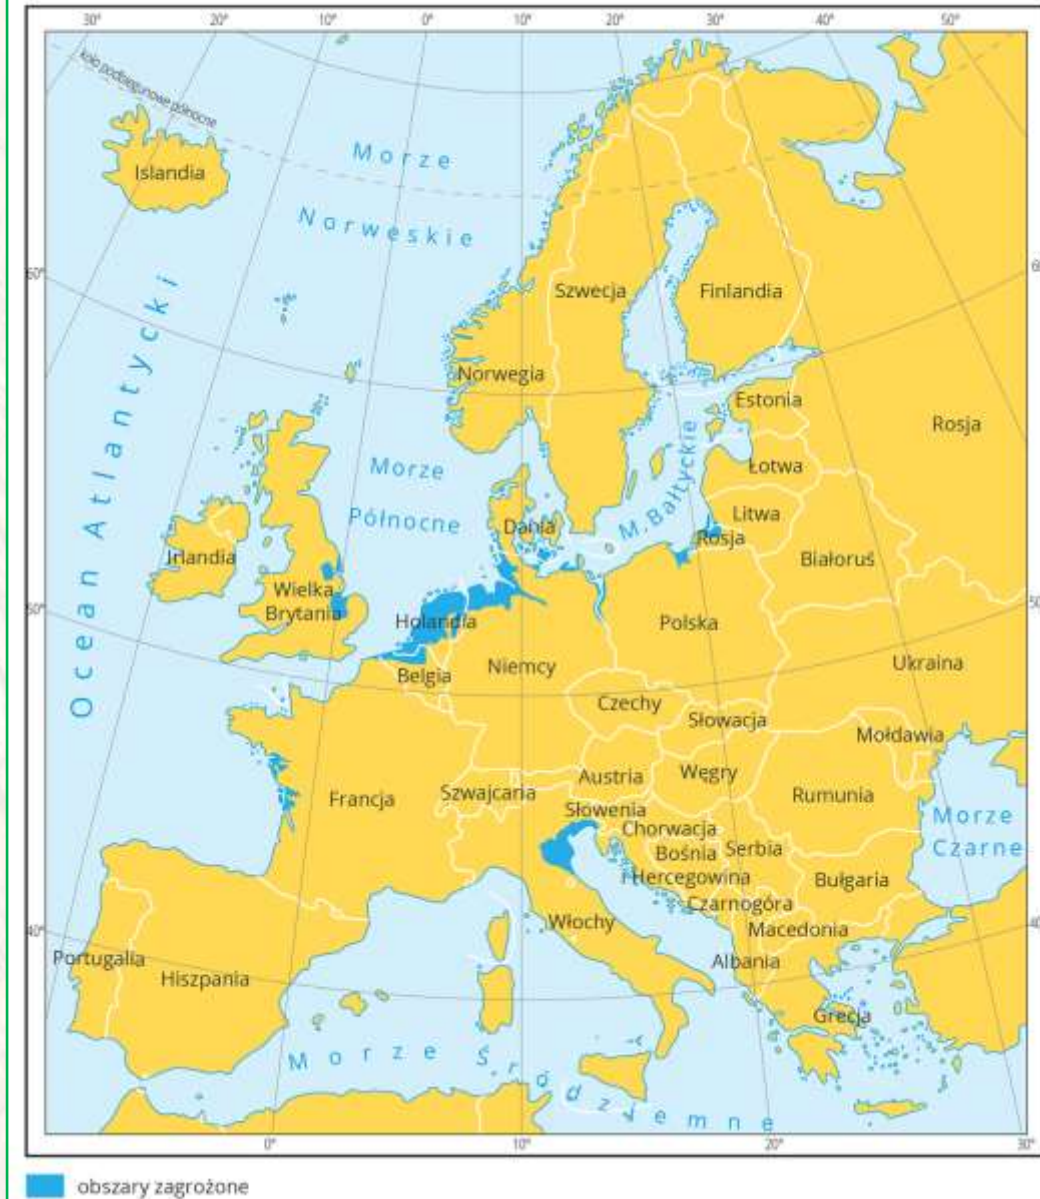 30° 20° 10° 0° 10° 20° 30° 40° 50°
koło podbiegunowe północne
Islandia
Morze
Norweskie
60°
Szwecja
Finlandia
Norwegia
Ocean Atlantycki
Estonia
Rosja
Morze
Północne
M. Bałtyckie
Łotwa
Dania
Litwa
Rosja
Irlandia
Białoruś
Wielka
Brytania
50°
Holandia
Polska
Belgia
Niemcy
Ukraina
Czechy
Słowacja
Mołdawia
Austria
Węgry
Francja
Szwajcaria
Rumunia
Słowenia
Morze
Czarne
Chorwacja
Bośnia
i Hercegowina
Serbia
Bułgaria
Czarnogóra
Włochy
Macedonia
40°
Portugalia
Hiszpania
Albania
Grecja
Morze Śródziemne
0° 10° 20° 30°
obszary zagrożone